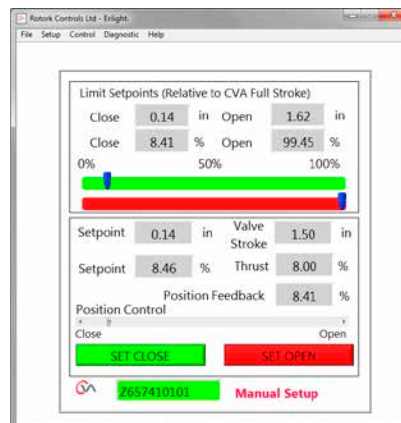 Rotork Controls Ltd - Enlight.
File Setup Control Diagnostic Help
Limit Setpoints (Relative to CVA Full Stroke)
Close 0.14 in Open 1.62 in
Close 8.41 % Open 99.45 %
0% 50% 100%
Setpoint 0.14 in Valve Stroke 1.50 in
Setpoint 8.46 % Thrust 8.00 %
Position Feedback 8.41 %
Position Control
Close Open
SET CLOSE SET OPEN
CVA Z657410101 Manual Setup